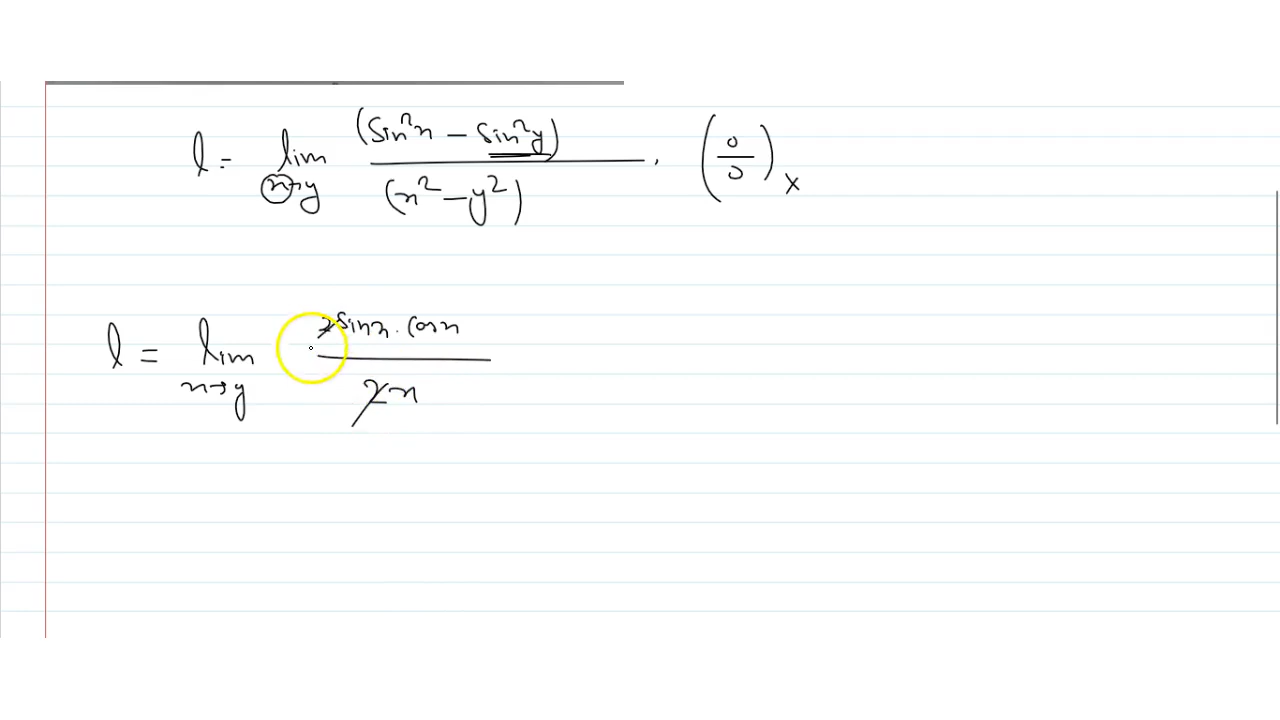 l = lim x→y (sin²x − sin²y) / (x² − y²) . (0/0) x
l = lim x→y 2sinx . cosx / 2x